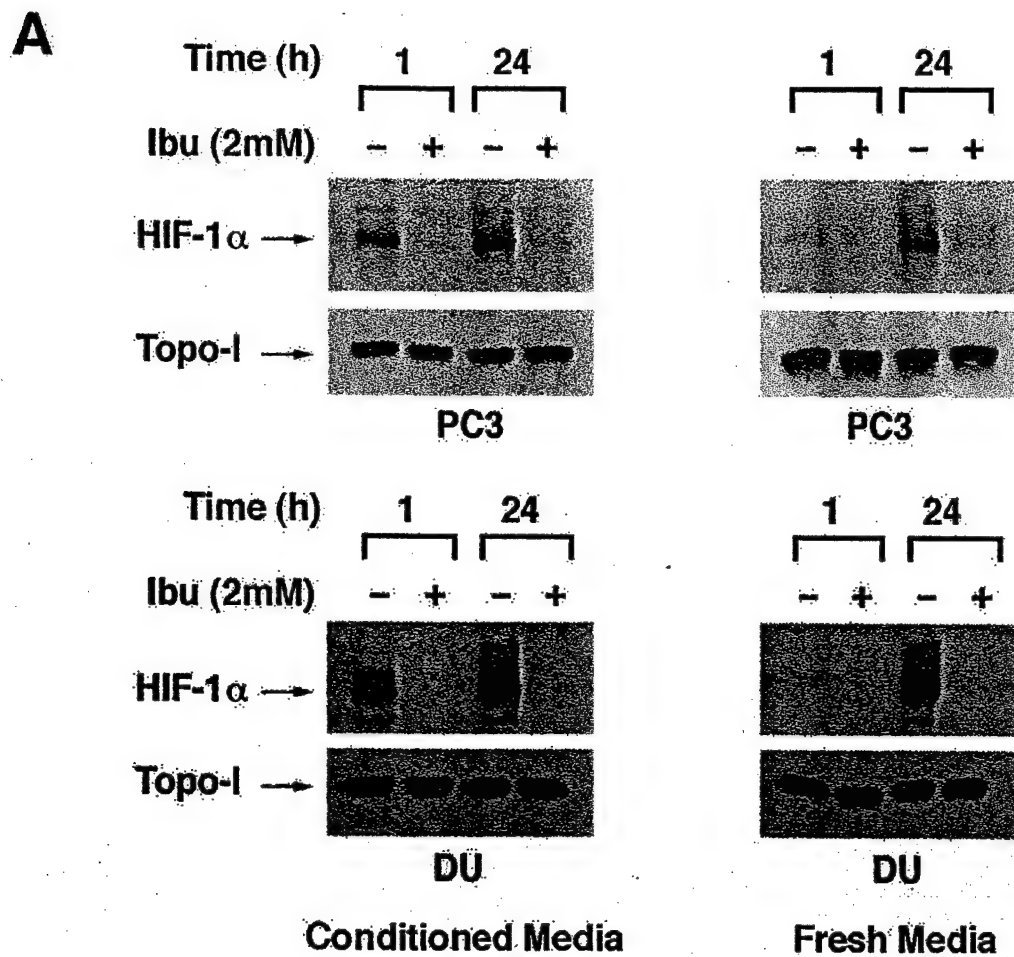 A
Time (h) 1 24 1 24
Ibu (2mM) – + – + – + – +
HIF-1α →
Topo-I →
PC3 PC3
Time (h) 1 24 1 24
Ibu (2mM) – + – + – + – +
HIF-1α →
Topo-I →
DU DU
Conditioned Media Fresh Media